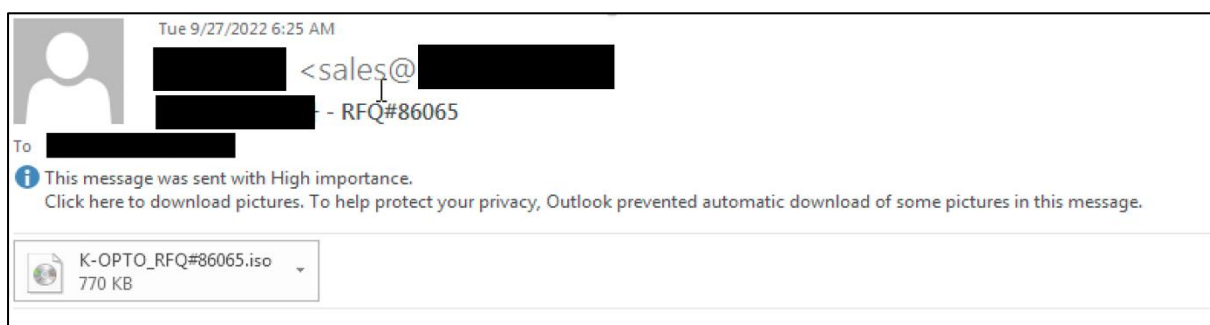 Tue 9/27/2022 6:25 AM
<sales@
- RFQ#86065
To
This message was sent with High importance.
Click here to download pictures. To help protect your privacy, Outlook prevented automatic download of some pictures in this message.
K-OPTO_RFQ#86065.iso
770 KB